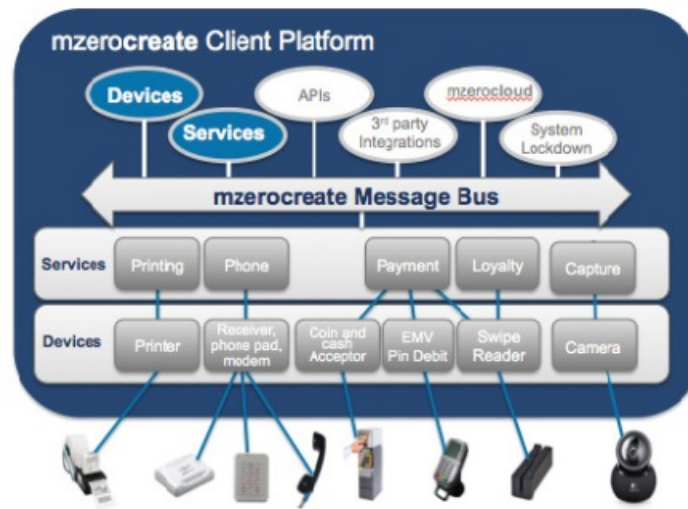 mzerocreate Client Platform
Devices
APIs
mzerocloud
Services
3rd party
Integrations
System
Lockdown
mzerocreate Message Bus
Services
Printing
Phone
Payment
Loyalty
Capture
Devices
Printer
Receiver,
phone pad,
modem
Coin and
cash
Acceptor
EMV
Pin Debit
Swipe
Reader
Camera